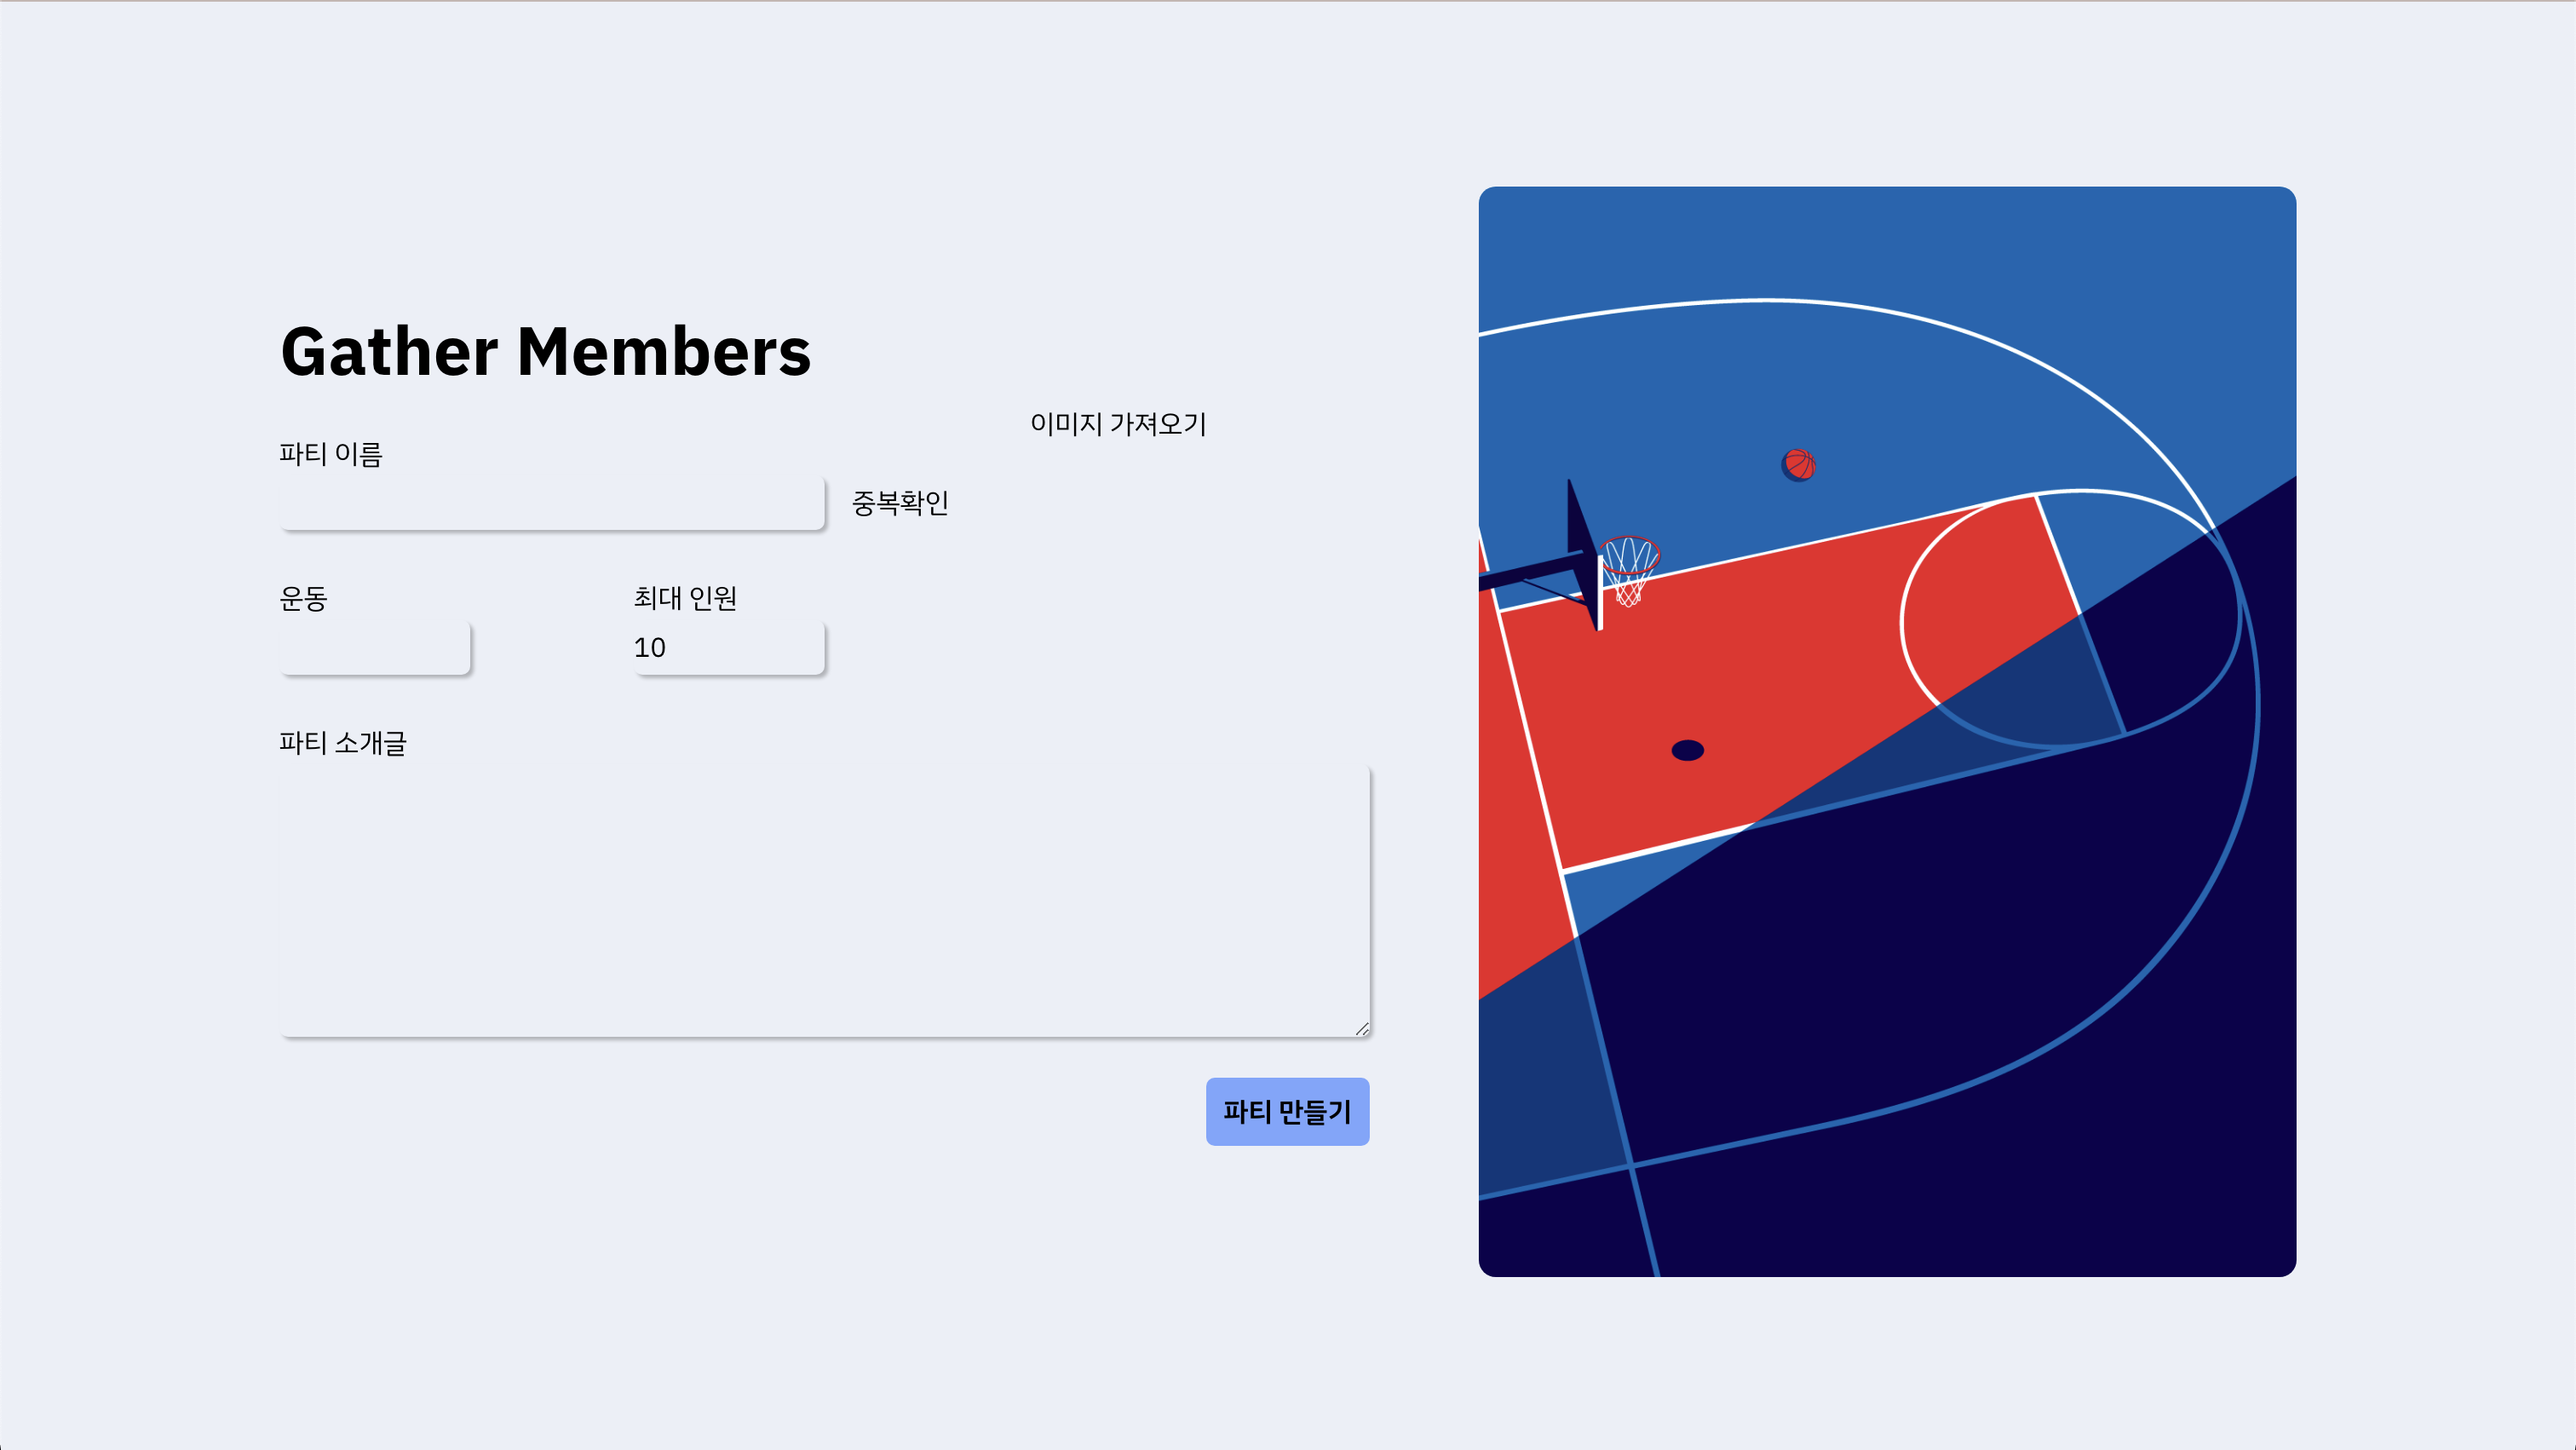 Gather Members
이미지 가져오기
파티 이름
중복확인
운동
최대 인원
10
파티 소개글
파티 만들기